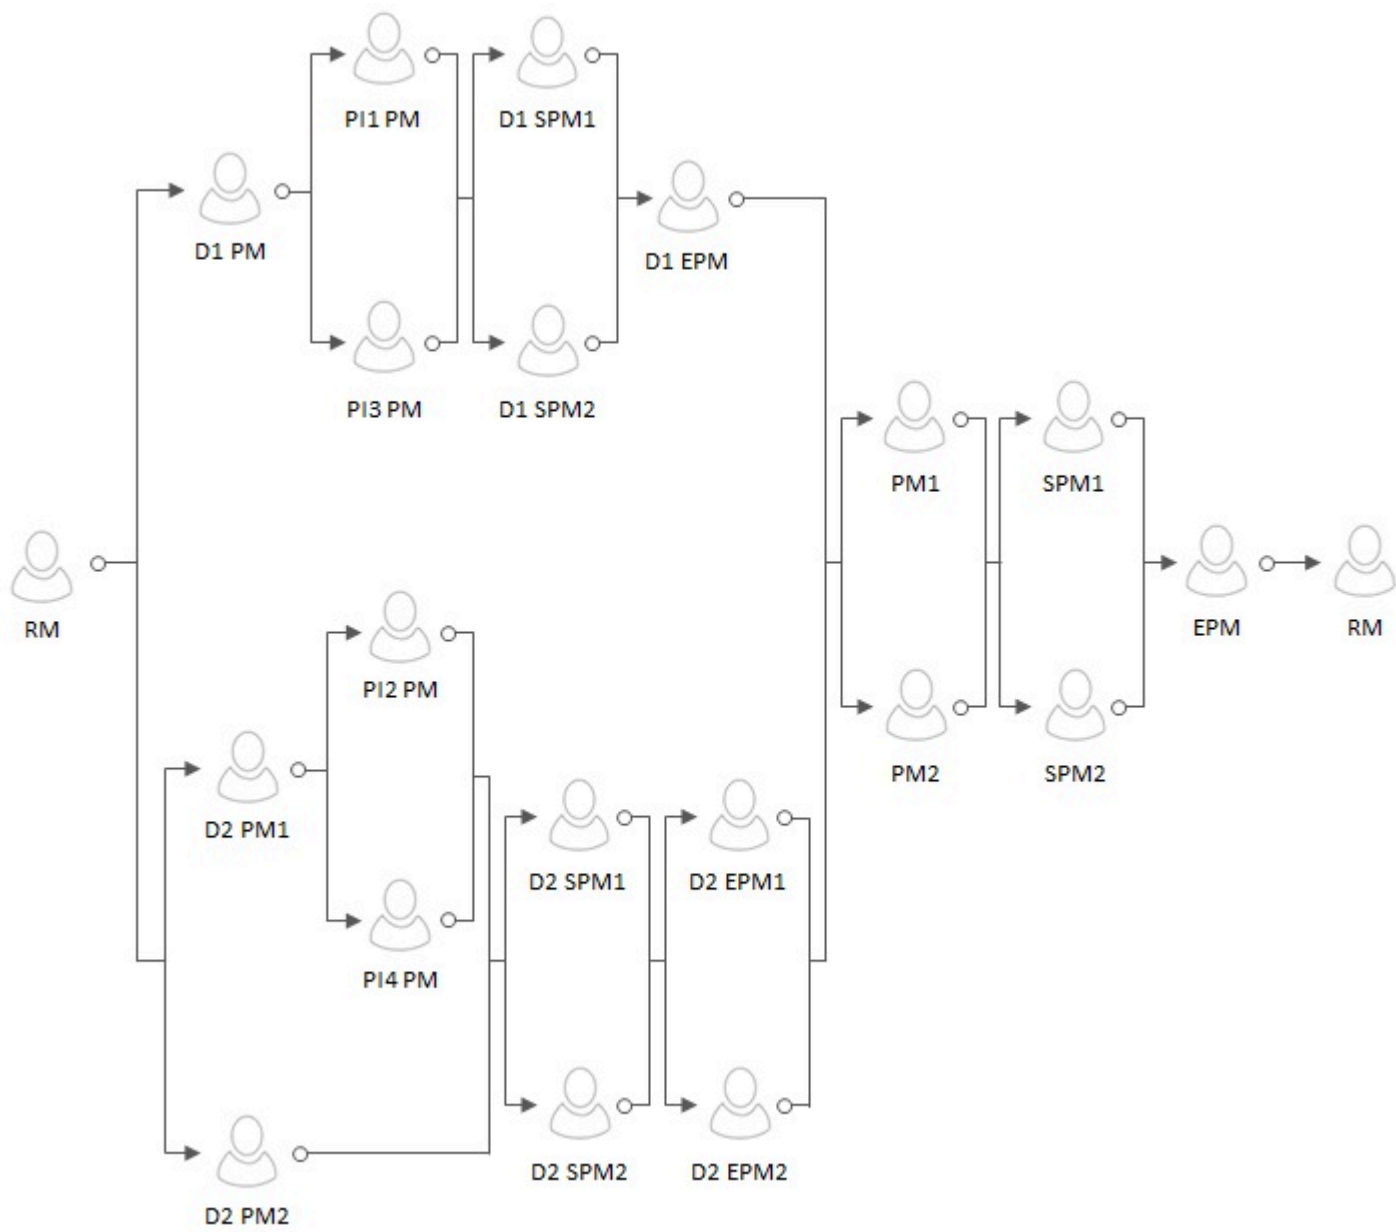 PI1 PM
D1 SPM1
D1 PM
D1 EPM
PI3 PM
D1 SPM2
PM1
SPM1
RM
EPM
RM
PI2 PM
PM2
SPM2
D2 PM1
D2 SPM1
D2 EPM1
PI4 PM
D2 SPM2
D2 EPM2
D2 PM2